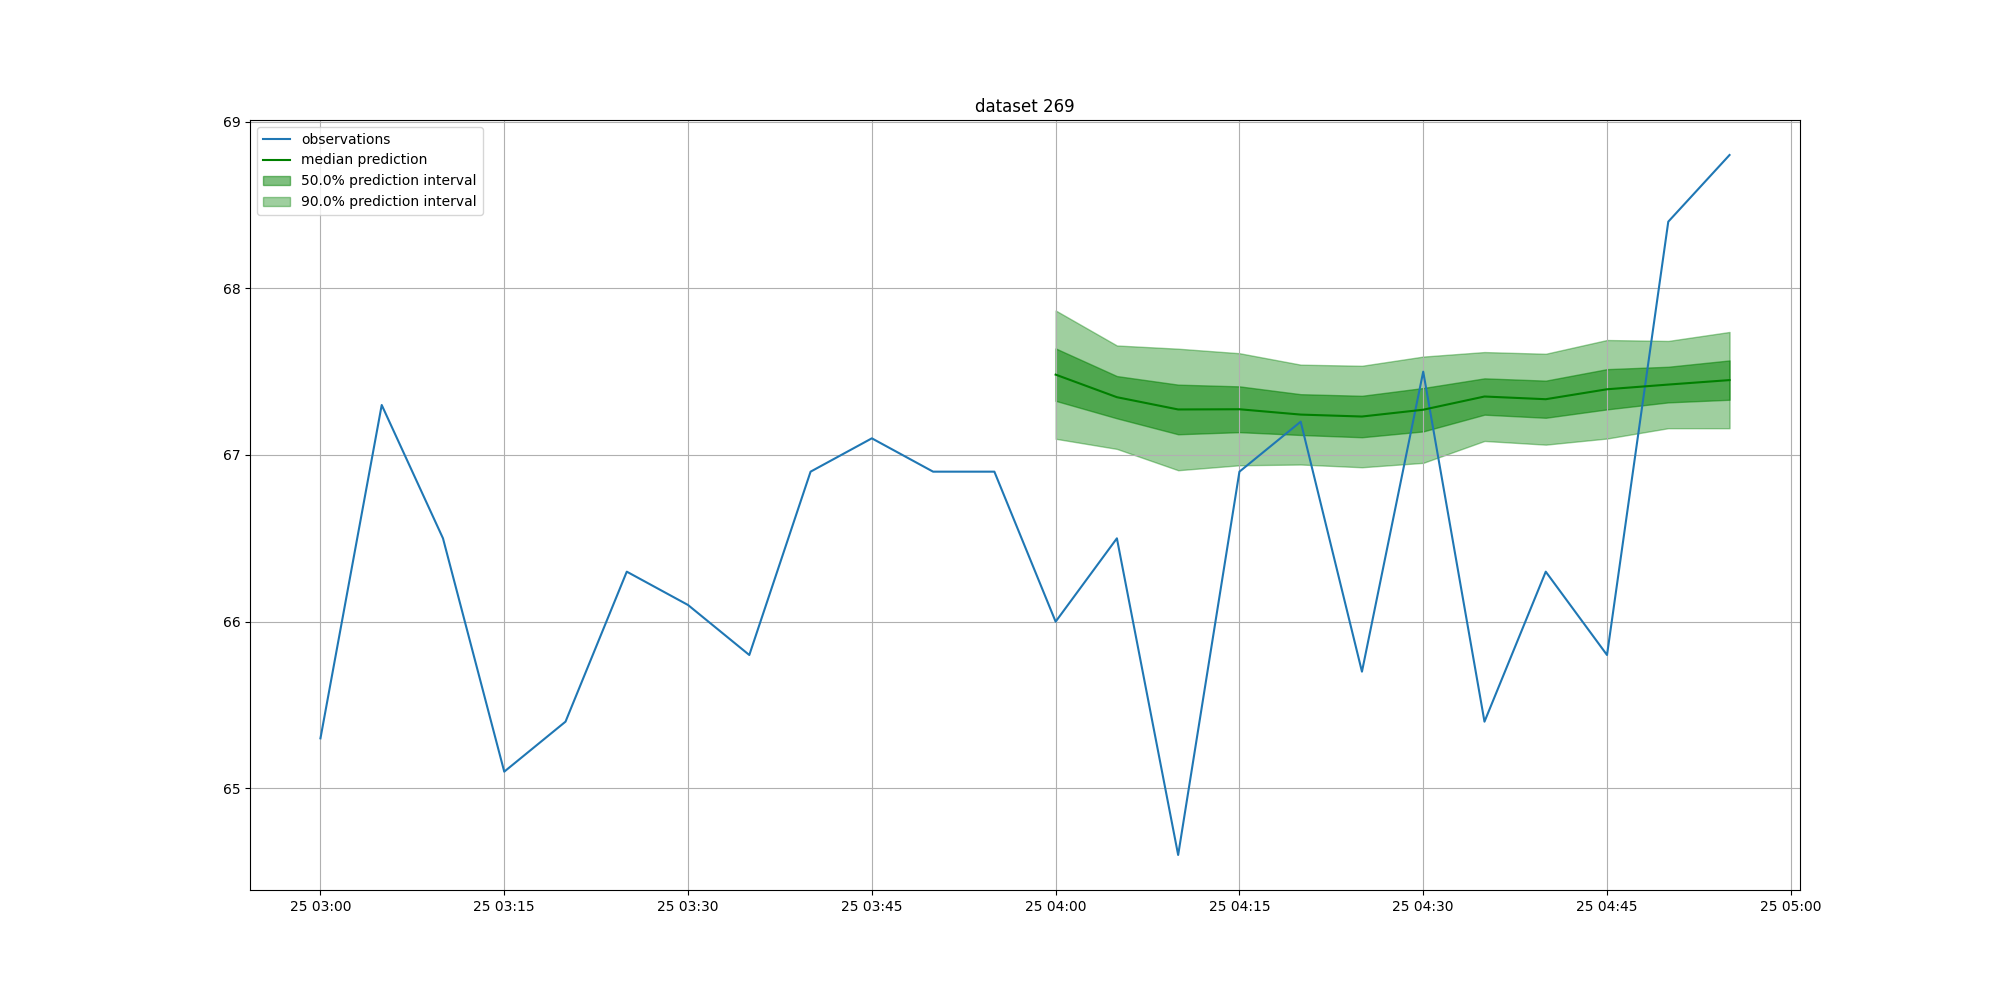 dataset 269
69
68
67
66
65
observations
median prediction
50.0% prediction interval
90.0% prediction interval
25 03:00
25 03:15
25 03:30
25 03:45
25 04:00
25 04:15
25 04:30
25 04:45
25 05:00